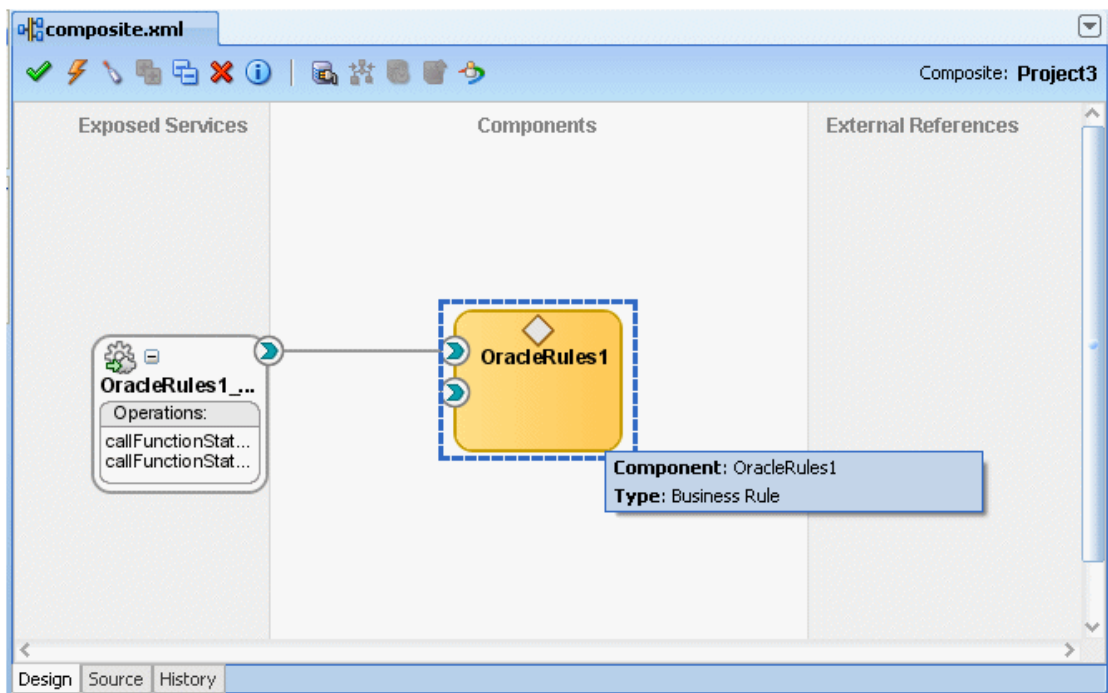 composite.xml
Composite: Project3
Exposed Services
Components
External References
OracleRules1_...
Operations:
callFunctionStat...
callFunctionStat...
OracleRules1
Component: OracleRules1
Type: Business Rule
Design Source History